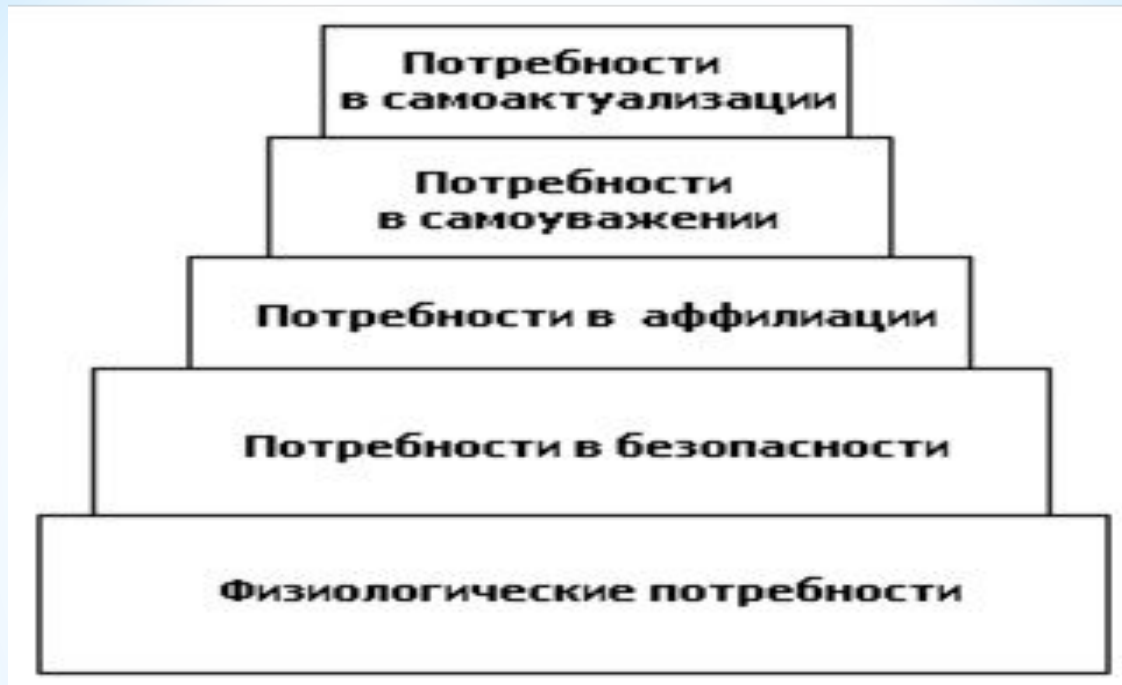 Потребности
в самоактуализации
Потребности
в самоуважении
Потребности в аффилиации
Потребности в безопасности
Физиологические потребности